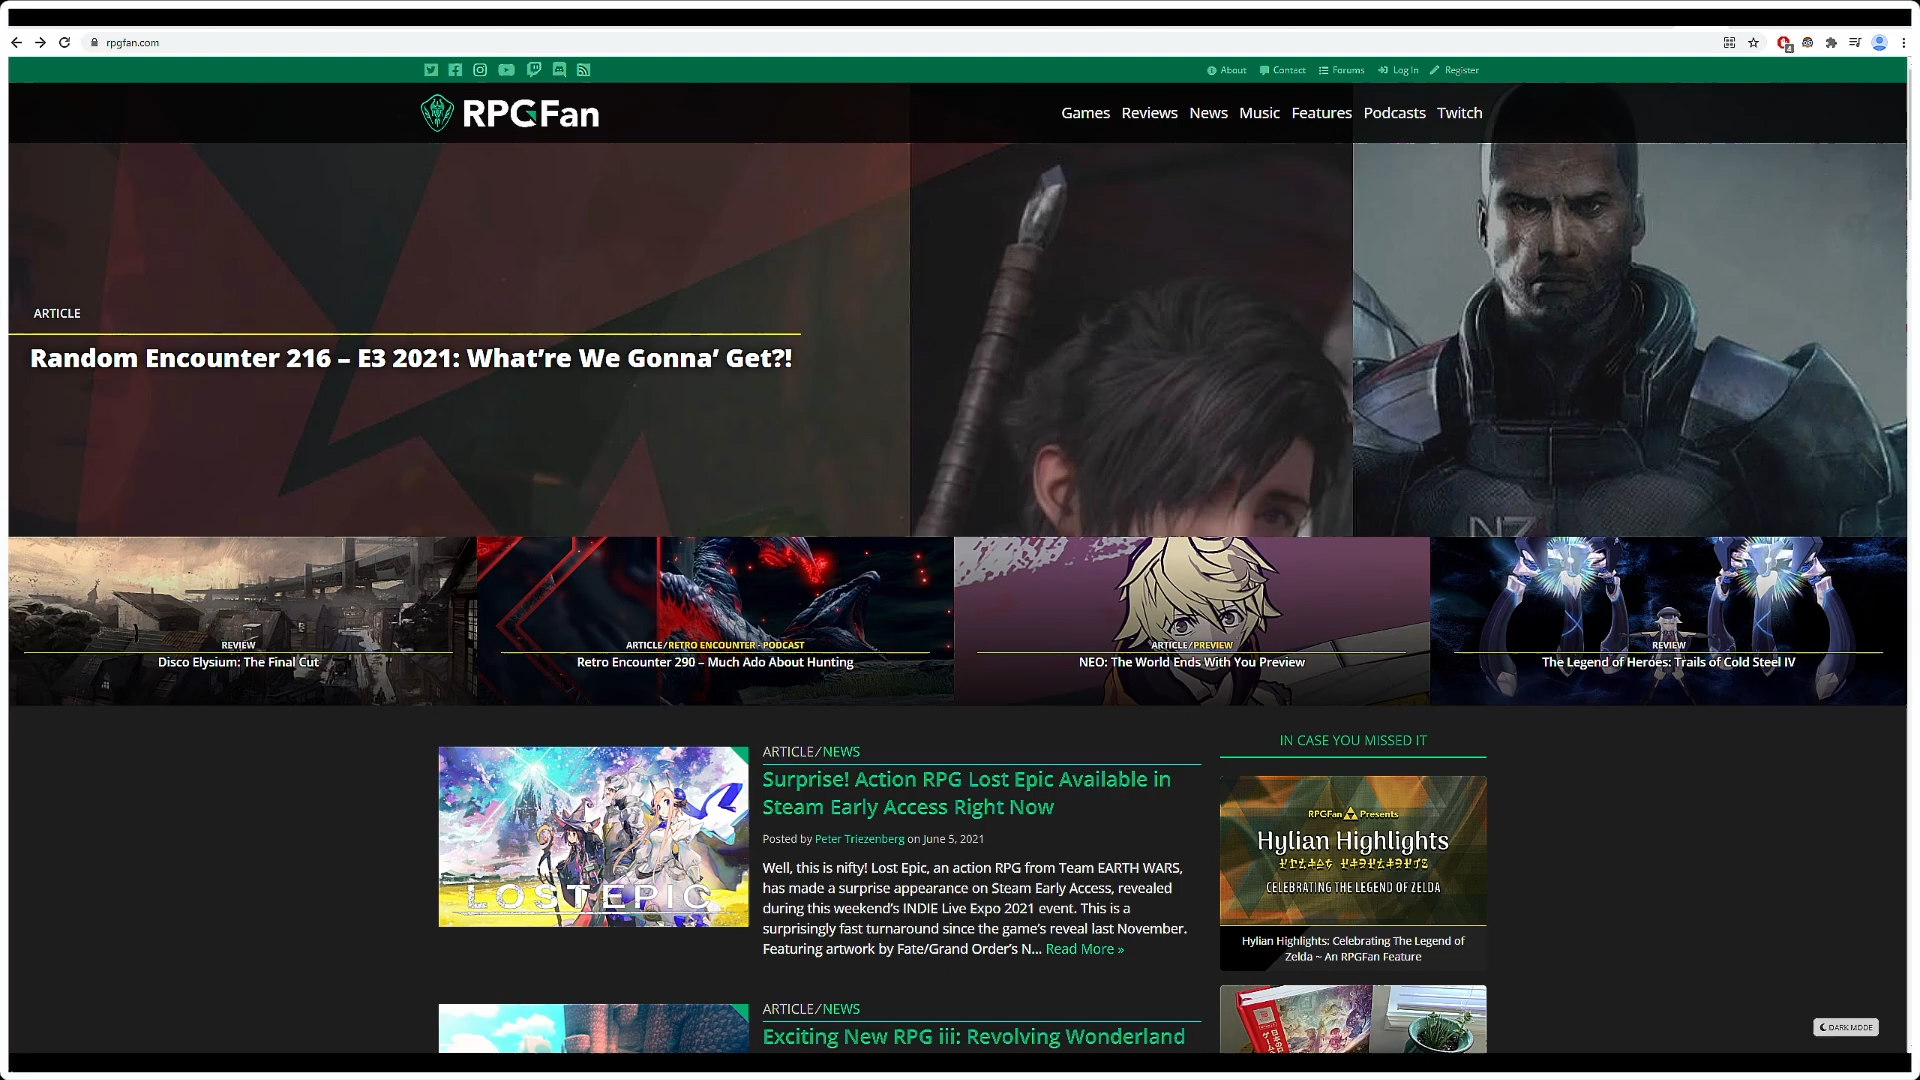 rpgfan.com
About Contact Forums Log In Register
RPGFan
Games Reviews News Music Features Podcasts Twitch
ARTICLE
Random Encounter 216 – E3 2021: What’re We Gonna’ Get?!
N7
REVIEW
Disco Elysium: The Final Cut
ARTICLE/RETRO ENCOUNTER - PODCAST
Retro Encounter 290 – Much Ado About Hunting
ARTICLE/PREVIEW
NEO: The World Ends With You Preview
REVIEW
The Legend of Heroes: Trails of Cold Steel IV
LOST EPIC
ARTICLE/NEWS
Surprise! Action RPG Lost Epic Available in
Steam Early Access Right Now
Posted by Peter Triezenberg on June 5, 2021
Well, this is nifty! Lost Epic, an action RPG from Team EARTH WARS,
has made a surprise appearance on Steam Early Access, revealed
during this weekend’s INDIE Live Expo 2021 event. This is a
surprisingly fast turnaround since the game’s reveal last November.
Featuring artwork by Fate/Grand Order’s N... Read More »
ARTICLE/NEWS
Exciting New RPG iii: Revolving Wonderland
IN CASE YOU MISSED IT
RPGFan Presents
Hylian Highlights
CELEBRATING THE LEGEND OF ZELDA
Hylian Highlights: Celebrating The Legend of
Zelda ~ An RPGFan Feature
DARK MODE